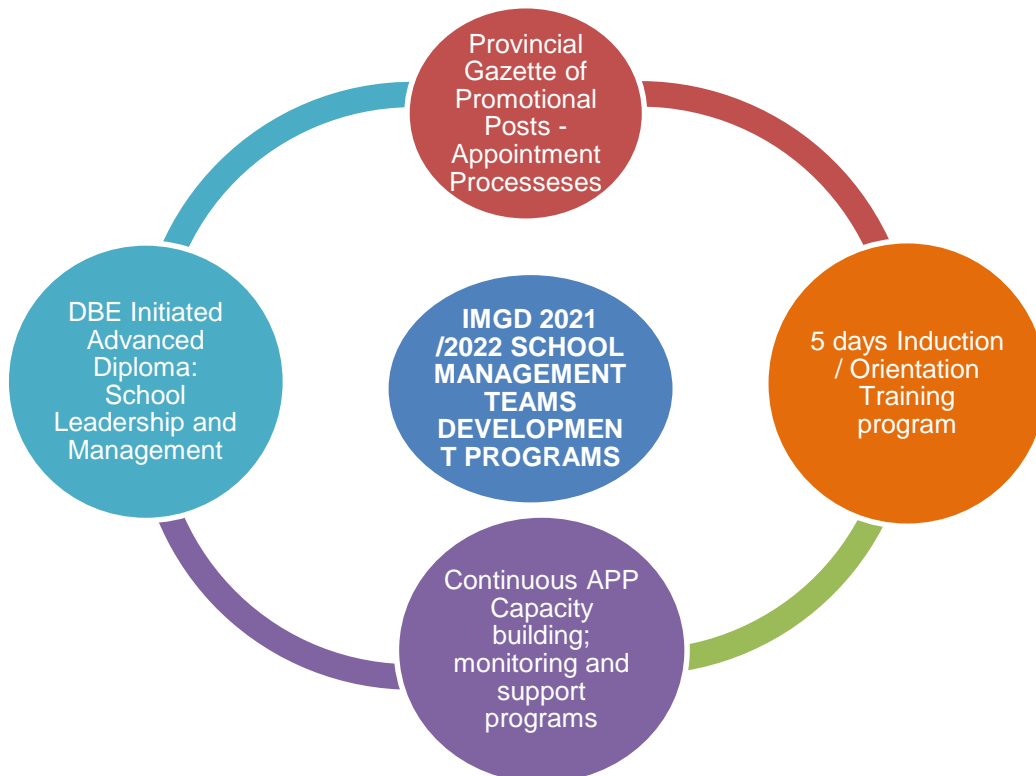 Provincial
Gazette of
Promotional
Posts -
Appointment
Processeses
DBE Initiated
Advanced
Diploma:
School
Leadership and
Management
IMGD 2021
/2022 SCHOOL
MANAGEMENT
TEAMS
DEVELOPMEN
T PROGRAMS
5 days Induction
/ Orientation
Training
program
Continuous APP
Capacity
building;
monitoring and
support
programs